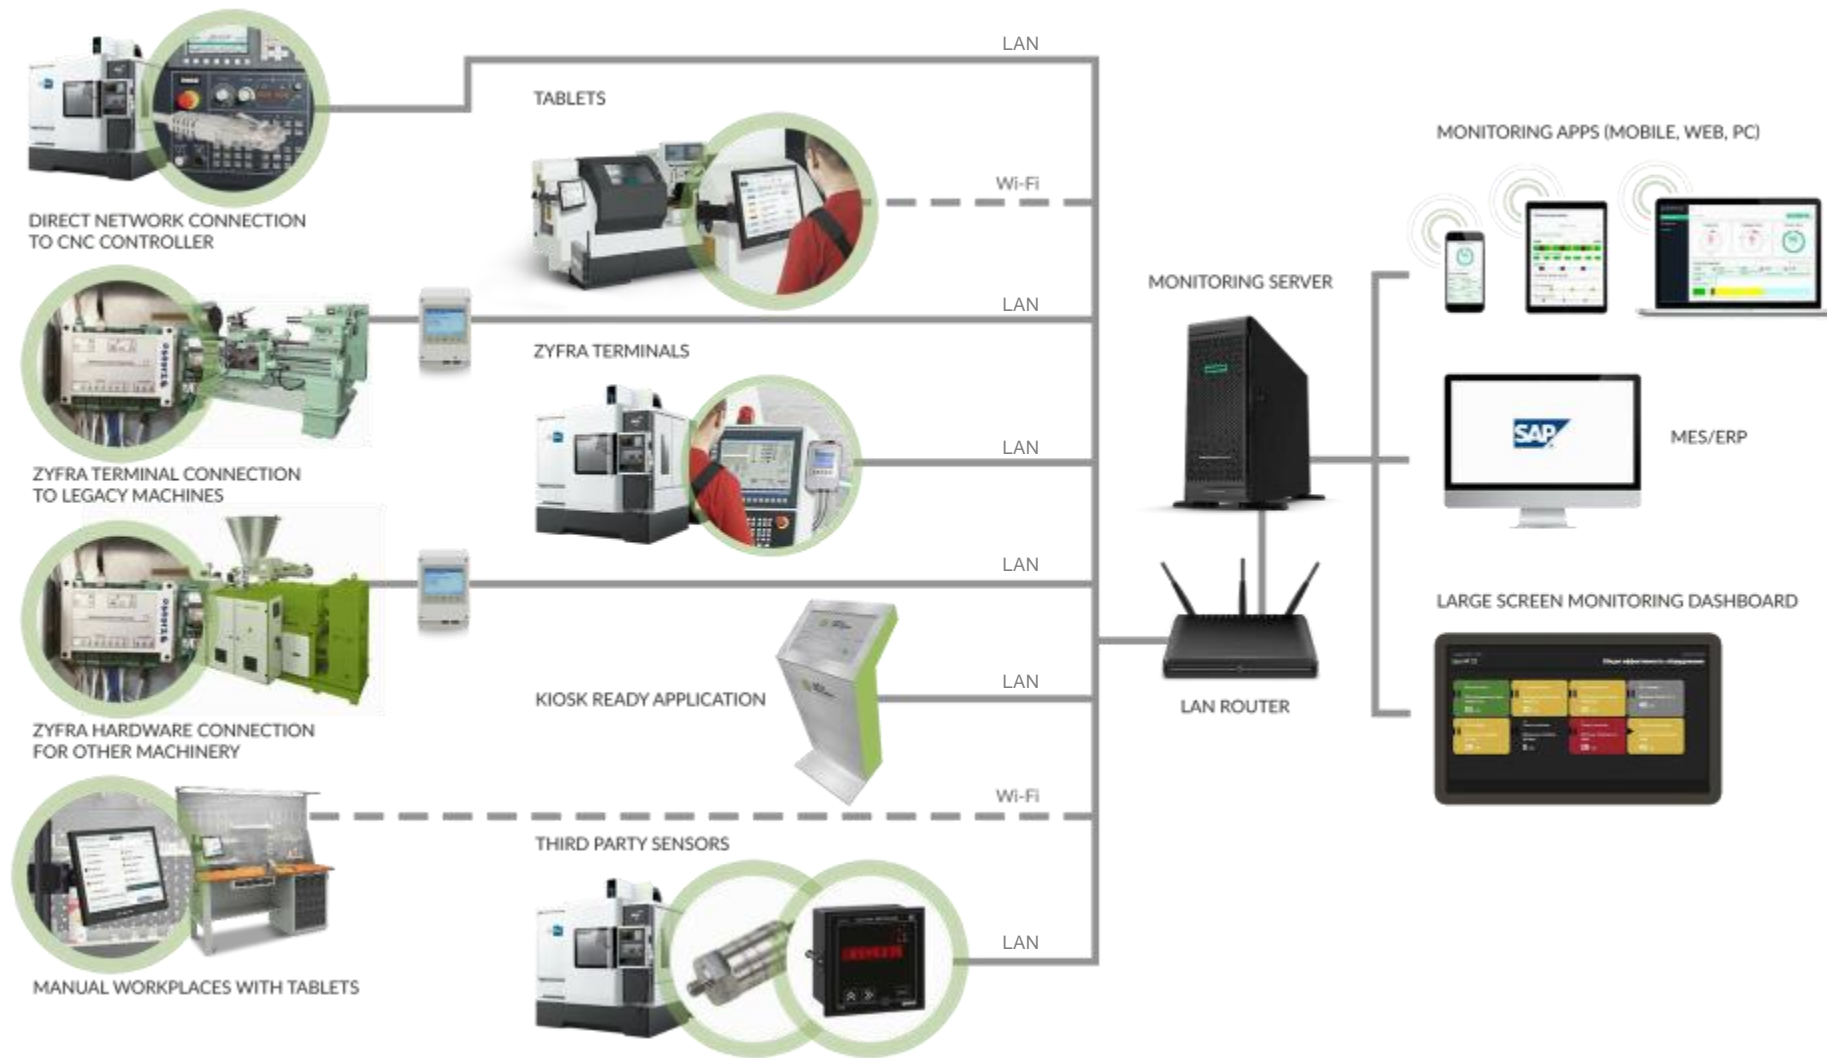 LAN
TABLETS
Wi-Fi
DIRECT NETWORK CONNECTION
TO CNC CONTROLLER
MONITORING APPS (MOBILE, WEB, PC)
MONITORING SERVER
LAN
ZYFRA TERMINALS
LAN
ZYFRA TERMINAL CONNECTION
TO LEGACY MACHINES
SAP
MES/ERP
LAN
ZYFRA HARDWARE CONNECTION
FOR OTHER MACHINERY
KIOSK READY APPLICATION
LAN
LAN ROUTER
LARGE SCREEN MONITORING DASHBOARD
Wi-Fi
THIRD PARTY SENSORS
LAN
MANUAL WORKPLACES WITH TABLETS